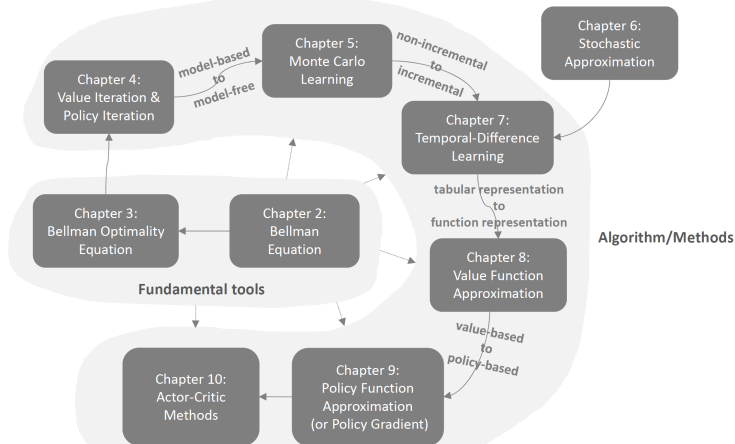 Chapter 6:
Stochastic
Approximation
Chapter 5:
Monte Carlo
Learning
non-incremental
to
incremental
model-based
to
model-free
Chapter 4:
Value Iteration &
Policy Iteration
Chapter 7:
Temporal-Difference
Learning
tabular representation
to
function representation
Chapter 3:
Bellman Optimality
Equation
Chapter 2:
Bellman
Equation
Algorithm/Methods
Chapter 8:
Value Function
Approximation
Fundamental tools
value-based
to
policy-based
Chapter 10:
Actor-Critic
Methods
Chapter 9:
Policy Function
Approximation
(or Policy Gradient)